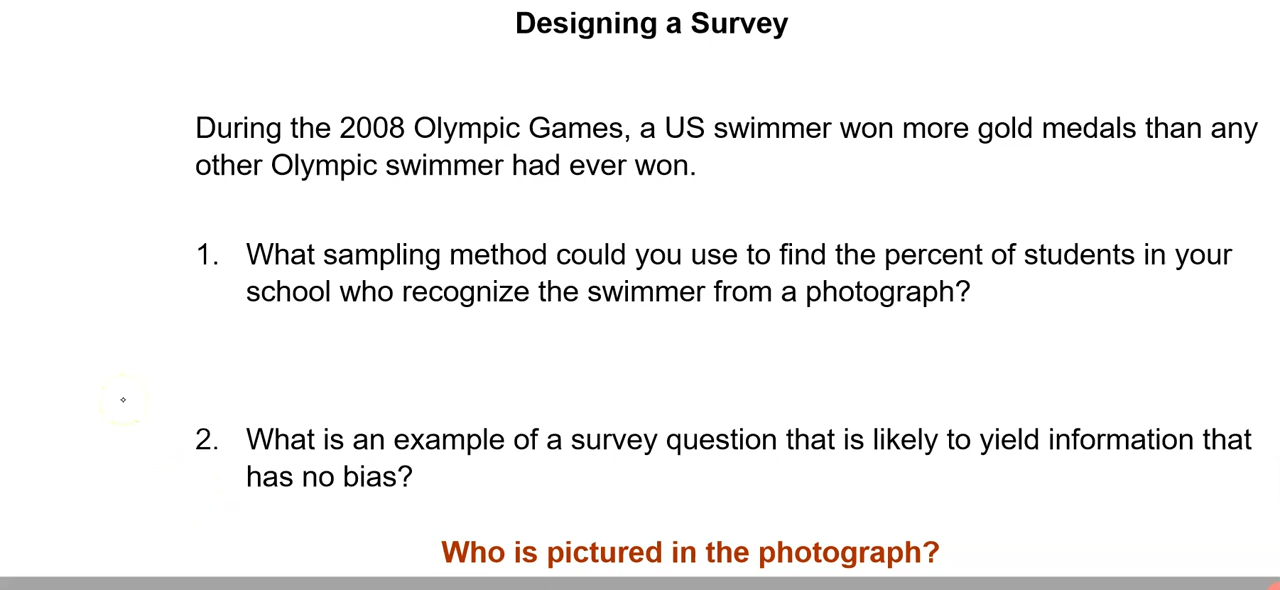 Designing a Survey
During the 2008 Olympic Games, a US swimmer won more gold medals than any
other Olympic swimmer had ever won.
1. What sampling method could you use to find the percent of students in your
school who recognize the swimmer from a photograph?
2. What is an example of a survey question that is likely to yield information that
has no bias?
Who is pictured in the photograph?